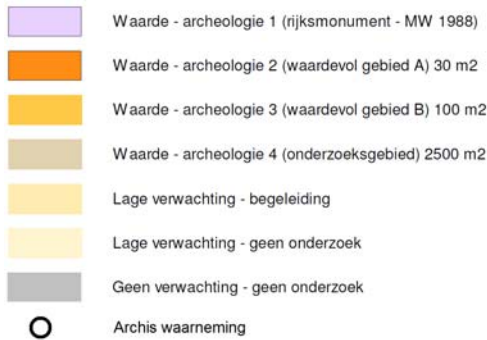 Waarde - archeologie 1 (rijksmonument - MW 1988)
Waarde - archeologie 2 (waardevol gebied A) 30 m2
Waarde - archeologie 3 (waardevol gebied B) 100 m2
Waarde - archeologie 4 (onderzoeksgebied) 2500 m2
Lage verwachting - begeleiding
Lage verwachting - geen onderzoek
Geen verwachting - geen onderzoek
Archis waarneming